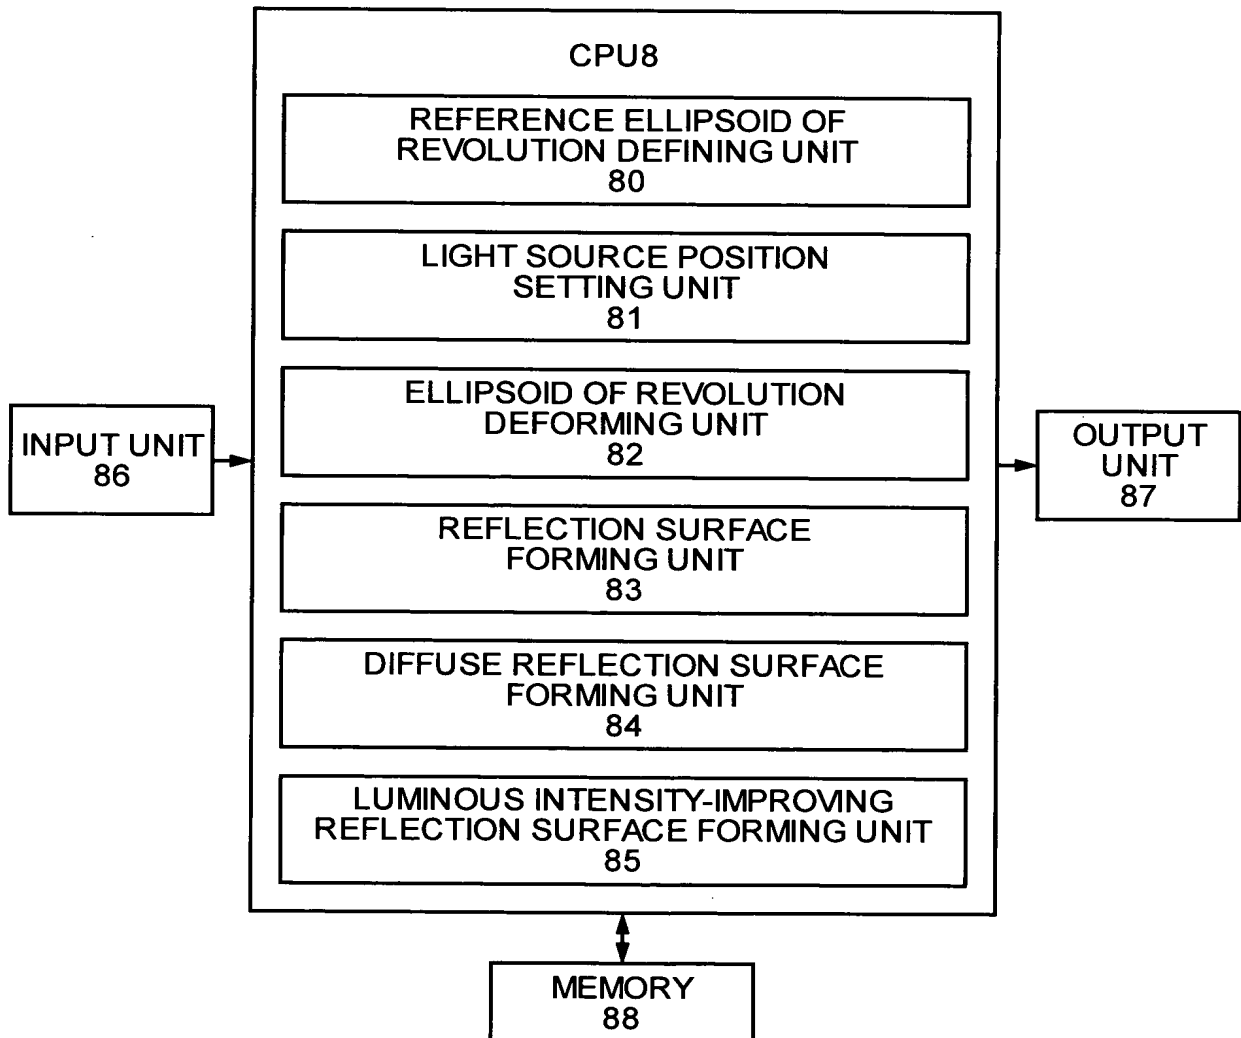 CPU8
REFERENCE ELLIPSOID OF
REVOLUTION DEFINING UNIT
80
LIGHT SOURCE POSITION
SETTING UNIT
81
ELLIPSOID OF REVOLUTION
DEFORMING UNIT
82
REFLECTION SURFACE
FORMING UNIT
83
DIFFUSE REFLECTION SURFACE
FORMING UNIT
84
LUMINOUS INTENSITY-IMPROVING
REFLECTION SURFACE FORMING UNIT
85
INPUT UNIT
86
OUTPUT
UNIT
87
MEMORY
88